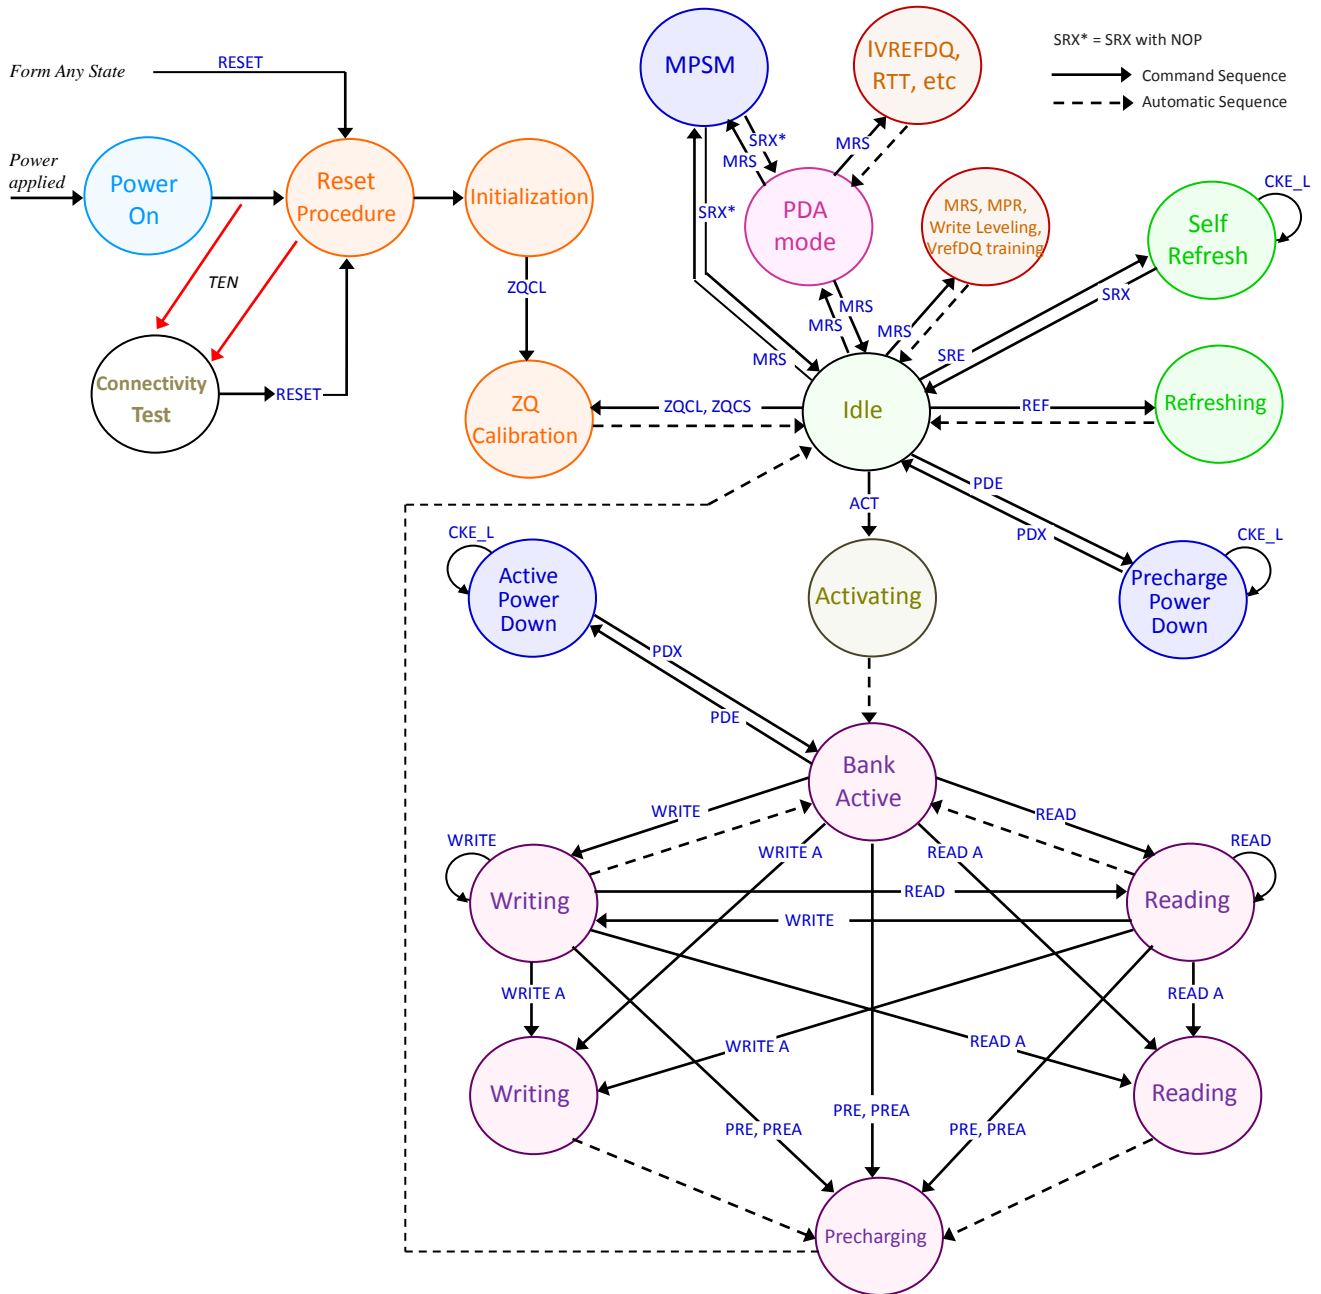 SRX* = SRX with NOP
Command Sequence
Automatic Sequence
Form Any State
RESET
Power
applied
Power
On
Reset
Procedure
Initialization
TEN
Connectivity
Test
RESET
ZQCL
ZQ
Calibration
ZQCL, ZQCS
MPSM
IVREFDQ,
RTT, etc
SRX*
MRS
MRS
SRX*
PDA
mode
MRS, MPR,
Write Leveling,
VrefDQ training
CKE_L
Self
Refresh
MRS
MRS
MRS
MRS
SRE
SRX
Idle
REF
Refreshing
ACT
PDE
PDX
CKE_L
Active
Power
Down
Activating
CKE_L
Precharge
Power
Down
PDX
PDE
Bank
Active
WRITE
READ
WRITE
WRITE A
READ A
READ
Writing
READ
WRITE
Reading
WRITE A
READ A
WRITE A
READ A
Writing
Reading
PRE, PREA
PRE, PREA
PRE, PREA
Precharging